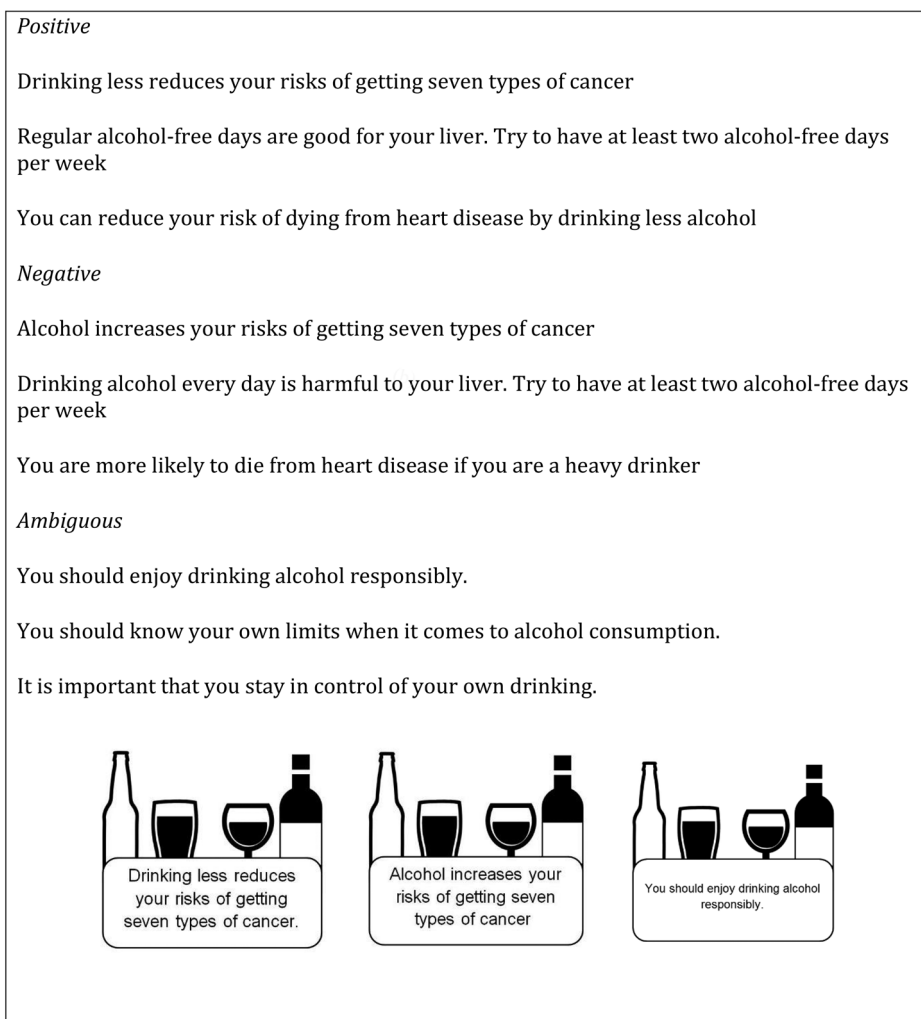 Positive
Drinking less reduces your risks of getting seven types of cancer
Regular alcohol-free days are good for your liver. Try to have at least two alcohol-free days
per week
You can reduce your risk of dying from heart disease by drinking less alcohol
Negative
Alcohol increases your risks of getting seven types of cancer
Drinking alcohol every day is harmful to your liver. Try to have at least two alcohol-free days
per week
You are more likely to die from heart disease if you are a heavy drinker
Ambiguous
You should enjoy drinking alcohol responsibly.
You should know your own limits when it comes to alcohol consumption.
It is important that you stay in control of your own drinking.
Drinking less reduces
your risks of getting
seven types of cancer.
Alcohol increases your
risks of getting seven
types of cancer
You should enjoy drinking alcohol
responsibly.